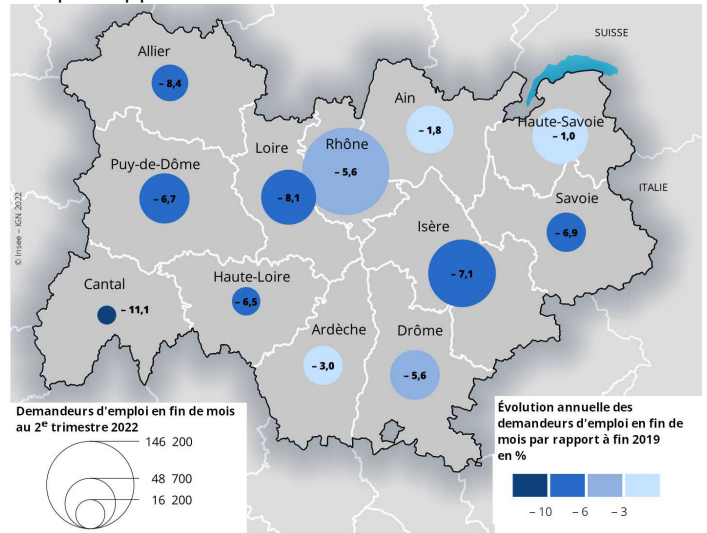 SUISSE
Allier
– 8,4
Ain
– 1,8
Haute-Savoie
– 1,0
Loire
Rhône
– 5,6
Puy-de-Dôme
– 6,7
– 8,1
ITALIE
Savoie
– 6,9
Isère
– 7,1
© Insee – IGN 2022
Cantal
– 11,1
Haute-Loire
– 6,5
Ardèche
– 3,0
Drôme
– 5,6
Demandeurs d'emploi en fin de mois
au 2e trimestre 2022
146 200
48 700
16 200
Évolution annuelle des
demandeurs d'emploi en fin de
mois par rapport à fin 2019
en %
– 10 – 6 – 3